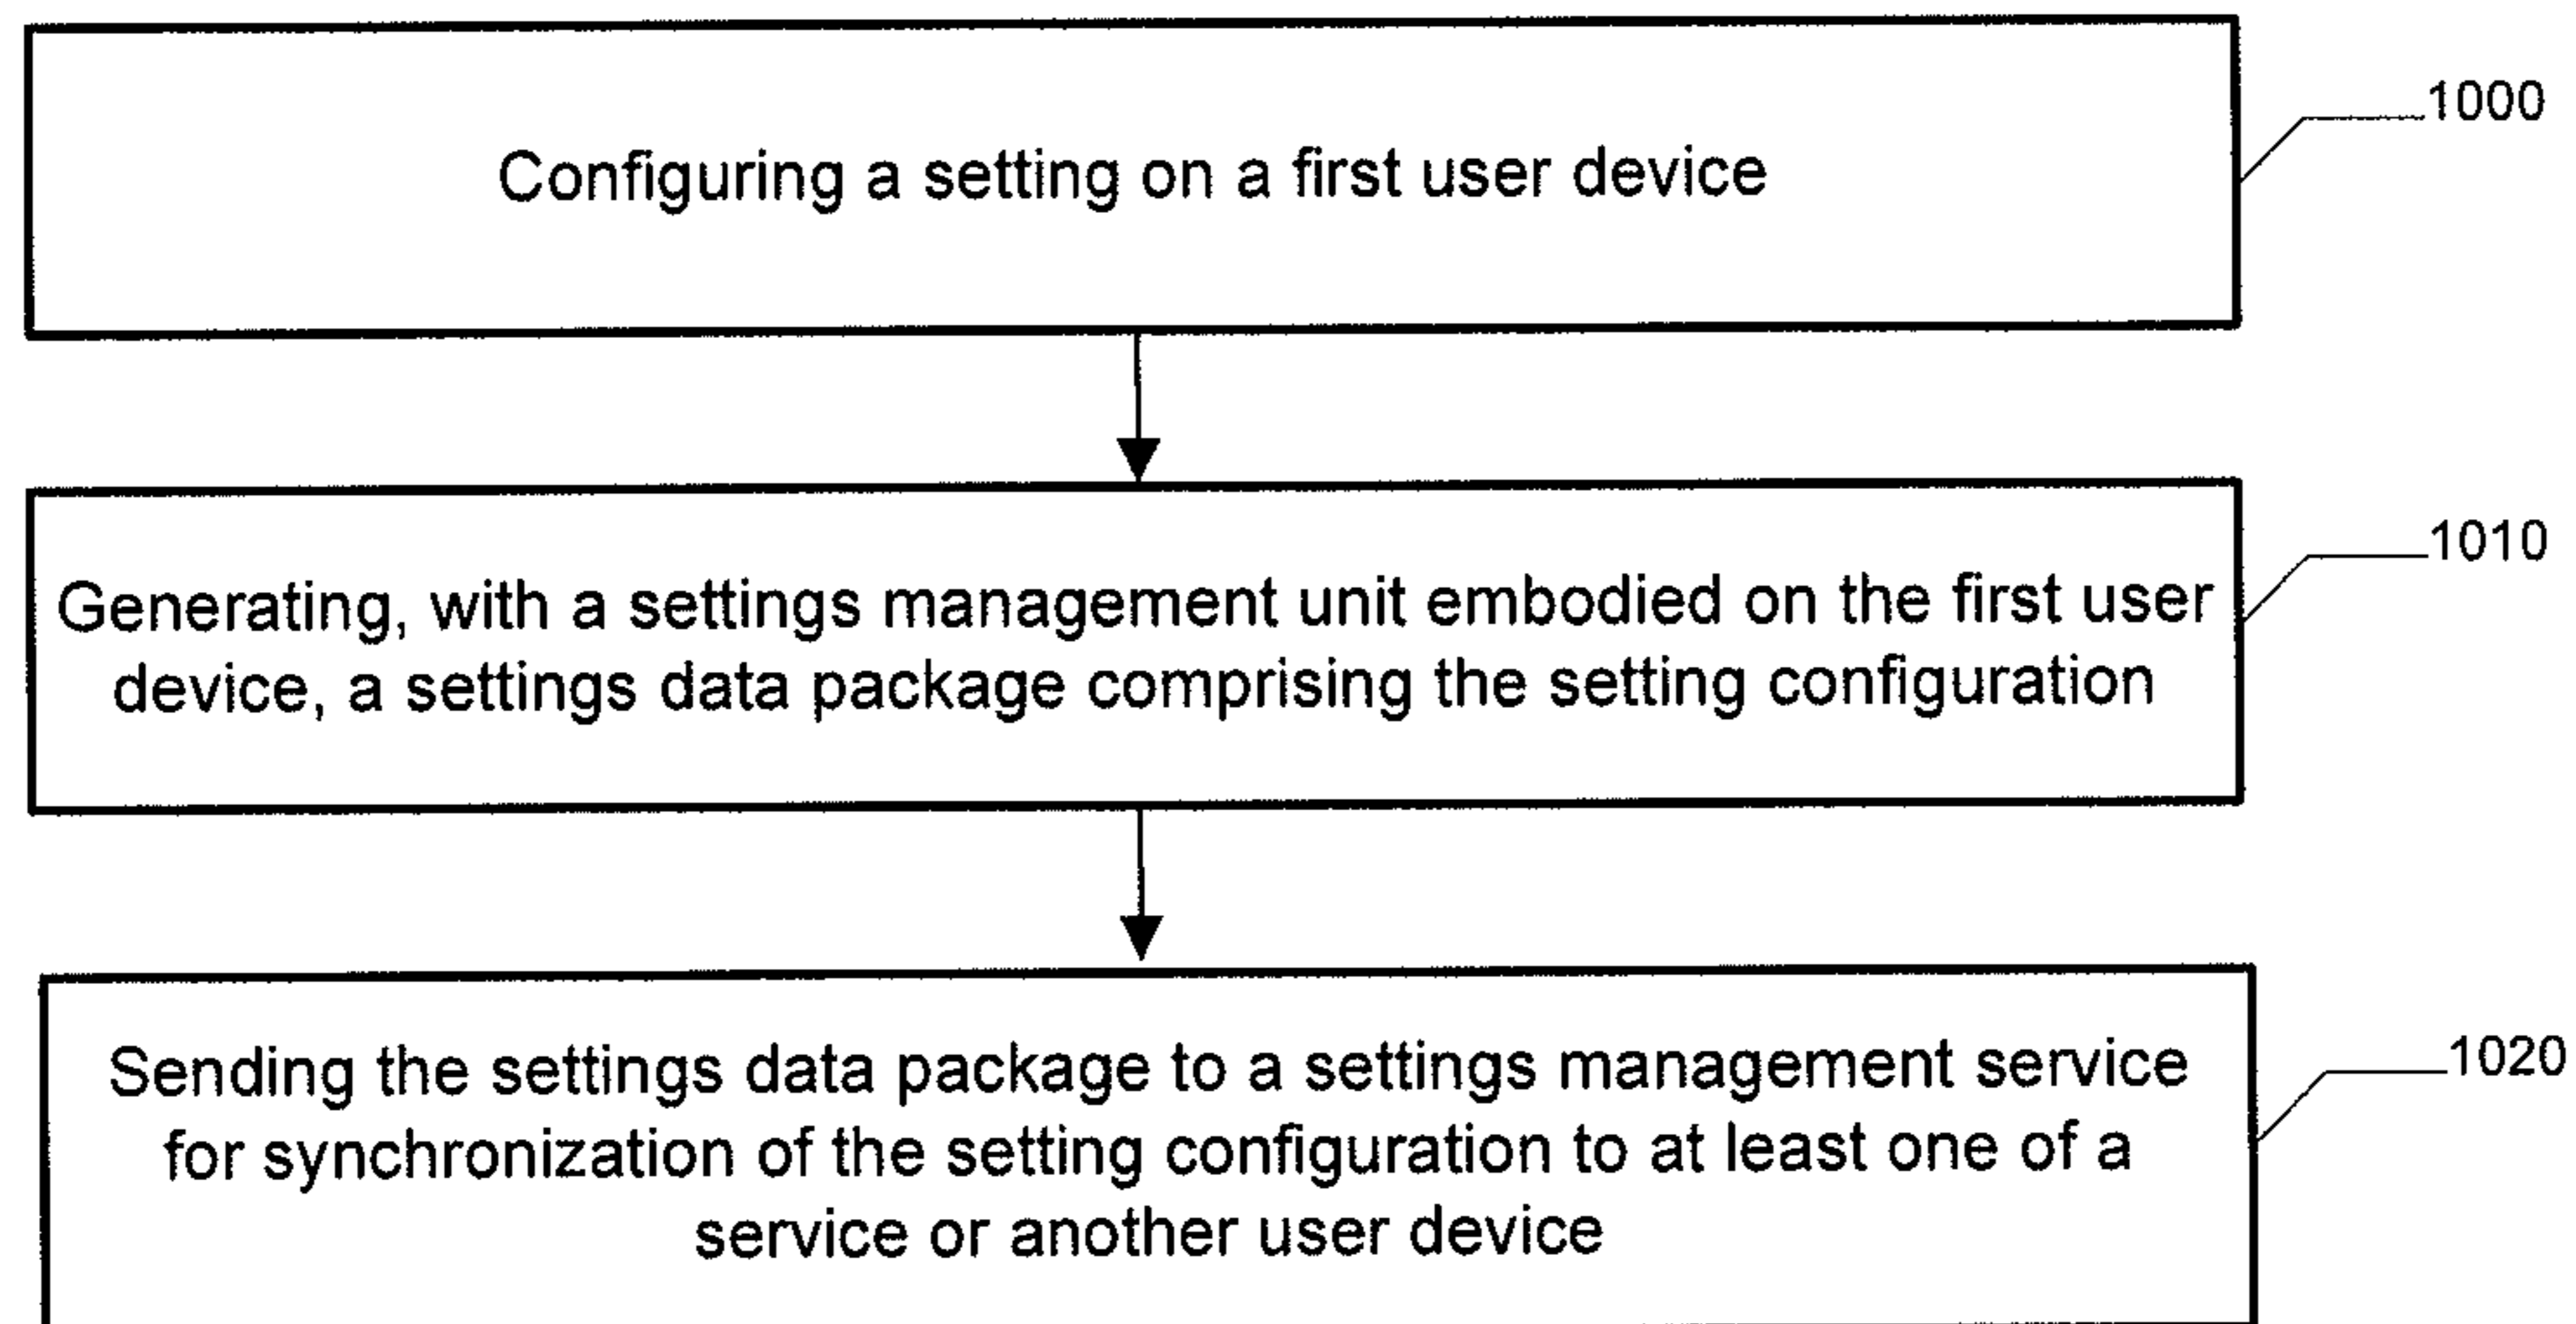 Configuring a setting on a first user device
1000
Generating, with a settings management unit embodied on the first user
device, a settings data package comprising the setting configuration
1010
Sending the settings data package to a settings management service
for synchronization of the setting configuration to at least one of a
service or another user device
1020